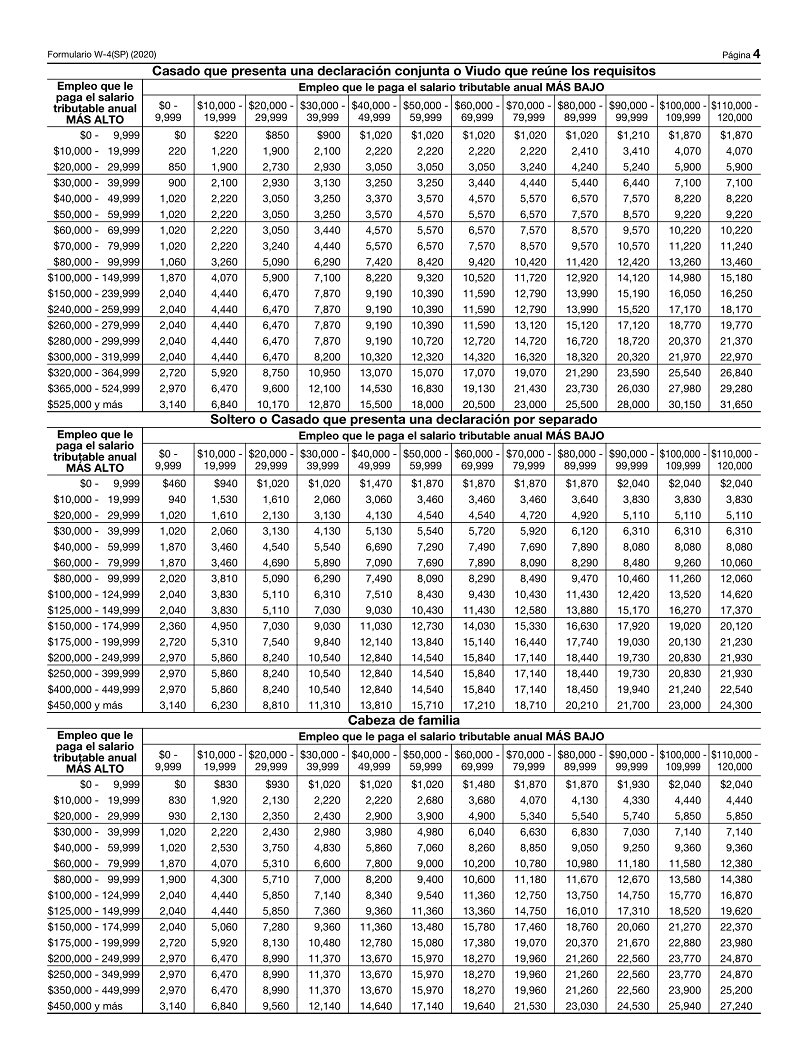 Formulario W-4(SP) (2020) Página 4
Casado que presenta una declaración conjunta o Viudo que reúne los requisitos
Empleo que le paga el salario tributable anual MÁS ALTO
Empleo que le paga el salario tributable anual MÁS BAJO
$0 - 9,999 $10,000 - 19,999 $20,000 - 29,999 $30,000 - 39,999 $40,000 - 49,999 $50,000 - 59,999 $60,000 - 69,999 $70,000 - 79,999 $80,000 - 89,999 $90,000 - 99,999 $100,000 - 109,999 $110,000 - 120,000
$0 - 9,999 $0 $220 $850 $900 $1,020 $1,020 $1,020 $1,020 $1,020 $1,210 $1,870 $1,870
$10,000 - 19,999 220 1,220 1,900 2,100 2,220 2,220 2,220 2,220 2,410 3,410 4,070 4,070
$20,000 - 29,999 850 1,900 2,730 2,930 3,050 3,050 3,050 3,240 4,240 5,240 5,900 5,900
$30,000 - 39,999 900 2,100 2,930 3,130 3,250 3,250 3,440 4,440 5,440 6,440 7,100 7,100
$40,000 - 49,999 1,020 2,220 3,050 3,250 3,370 3,570 4,570 5,570 6,570 7,570 8,220 8,220
$50,000 - 59,999 1,020 2,220 3,050 3,250 3,570 4,570 5,570 6,570 7,570 8,570 9,220 9,220
$60,000 - 69,999 1,020 2,220 3,050 3,440 4,570 5,570 6,570 7,570 8,570 9,570 10,220 10,220
$70,000 - 79,999 1,020 2,220 3,240 4,440 5,570 6,570 7,570 8,570 9,570 10,570 11,220 11,240
$80,000 - 99,999 1,060 3,260 5,090 6,290 7,420 8,420 9,420 10,420 11,420 12,420 13,260 13,460
$100,000 - 149,999 1,870 4,070 5,900 7,100 8,220 9,320 10,520 11,720 12,920 14,120 14,980 15,180
$150,000 - 239,999 2,040 4,440 6,470 7,870 9,190 10,390 11,590 12,790 13,990 15,190 16,050 16,250
$240,000 - 259,999 2,040 4,440 6,470 7,870 9,190 10,390 11,590 12,790 13,990 15,520 17,170 18,170
$260,000 - 279,999 2,040 4,440 6,470 7,870 9,190 10,390 11,590 13,120 15,120 17,120 18,770 19,770
$280,000 - 299,999 2,040 4,440 6,470 7,870 9,190 10,720 12,720 14,720 16,720 18,720 20,370 21,370
$300,000 - 319,999 2,040 4,440 6,470 8,200 10,320 12,320 14,320 16,320 18,320 20,320 21,970 22,970
$320,000 - 364,999 2,720 5,920 8,750 10,950 13,070 15,070 17,070 19,070 21,290 23,590 25,540 26,840
$365,000 - 524,999 2,970 6,470 9,600 12,100 14,530 16,830 19,130 21,430 23,730 26,030 27,980 29,280
$525,000 y más 3,140 6,840 10,170 12,870 15,500 18,000 20,500 23,000 25,500 28,000 30,150 31,650
Soltero o Casado que presenta una declaración por separado
Empleo que le paga el salario tributable anual MÁS ALTO
Empleo que le paga el salario tributable anual MÁS BAJO
$0 - 9,999 $10,000 - 19,999 $20,000 - 29,999 $30,000 - 39,999 $40,000 - 49,999 $50,000 - 59,999 $60,000 - 69,999 $70,000 - 79,999 $80,000 - 89,999 $90,000 - 99,999 $100,000 - 109,999 $110,000 - 120,000
$0 - 9,999 $460 $940 $1,020 $1,020 $1,470 $1,870 $1,870 $1,870 $1,870 $2,040 $2,040 $2,040
$10,000 - 19,999 940 1,530 1,610 2,060 3,060 3,460 3,460 3,460 3,640 3,830 3,830 3,830
$20,000 - 29,999 1,020 1,610 2,130 3,130 4,130 4,540 4,540 4,720 4,920 5,110 5,110 5,110
$30,000 - 39,999 1,020 2,060 3,130 4,130 5,130 5,540 5,720 5,920 6,120 6,310 6,310 6,310
$40,000 - 59,999 1,870 3,460 4,540 5,540 6,690 7,290 7,490 7,690 7,890 8,080 8,080 8,080
$60,000 - 79,999 1,870 3,460 4,690 5,890 7,090 7,690 7,890 8,090 8,290 8,480 9,260 10,060
$80,000 - 99,999 2,020 3,810 5,090 6,290 7,490 8,090 8,290 8,490 9,470 10,460 11,260 12,060
$100,000 - 124,999 2,040 3,830 5,110 6,310 7,510 8,430 9,430 10,430 11,430 12,420 13,520 14,620
$125,000 - 149,999 2,040 3,830 5,110 7,030 9,030 10,430 11,430 12,580 13,880 15,170 16,270 17,370
$150,000 - 174,999 2,360 4,950 7,030 9,030 11,030 12,730 14,030 15,330 16,630 17,920 19,020 20,120
$175,000 - 199,999 2,720 5,310 7,540 9,840 12,140 13,840 15,140 16,440 17,740 19,030 20,130 21,230
$200,000 - 249,999 2,970 5,860 8,240 10,540 12,840 14,540 15,840 17,140 18,440 19,730 20,830 21,930
$250,000 - 399,999 2,970 5,860 8,240 10,540 12,840 14,540 15,840 17,140 18,440 19,730 20,830 21,930
$400,000 - 449,999 2,970 5,860 8,240 10,540 12,840 14,540 15,840 17,140 18,450 19,940 21,240 22,540
$450,000 y más 3,140 6,230 8,810 11,310 13,810 15,710 17,210 18,710 20,210 21,700 23,000 24,300
Cabeza de familia
Empleo que le paga el salario tributable anual MÁS ALTO
Empleo que le paga el salario tributable anual MÁS BAJO
$0 - 9,999 $10,000 - 19,999 $20,000 - 29,999 $30,000 - 39,999 $40,000 - 49,999 $50,000 - 59,999 $60,000 - 69,999 $70,000 - 79,999 $80,000 - 89,999 $90,000 - 99,999 $100,000 - 109,999 $110,000 - 120,000
$0 - 9,999 $0 $830 $930 $1,020 $1,020 $1,020 $1,480 $1,870 $1,870 $1,930 $2,040 $2,040
$10,000 - 19,999 830 1,920 2,130 2,220 2,220 2,680 3,680 4,070 4,130 4,330 4,440 4,440
$20,000 - 29,999 930 2,130 2,350 2,430 2,900 3,900 4,900 5,340 5,540 5,740 5,850 5,850
$30,000 - 39,999 1,020 2,220 2,430 2,980 3,980 4,980 6,040 6,630 6,830 7,030 7,140 7,140
$40,000 - 59,999 1,020 2,530 3,750 4,830 5,860 7,060 8,260 8,850 9,050 9,250 9,360 9,360
$60,000 - 79,999 1,870 4,070 5,310 6,600 7,800 9,000 10,200 10,780 10,980 11,180 11,580 12,380
$80,000 - 99,999 1,900 4,300 5,710 7,000 8,200 9,400 10,600 11,180 11,670 12,670 13,580 14,380
$100,000 - 124,999 2,040 4,440 5,850 7,140 8,340 9,540 11,360 12,750 13,750 14,750 15,770 16,870
$125,000 - 149,999 2,040 4,440 5,850 7,360 9,360 11,360 13,360 14,750 16,010 17,310 18,520 19,620
$150,000 - 174,999 2,040 5,060 7,280 9,360 11,360 13,480 15,780 17,460 18,760 20,060 21,270 22,370
$175,000 - 199,999 2,720 5,920 8,130 10,480 12,780 15,080 17,380 19,070 20,370 21,670 22,880 23,980
$200,000 - 249,999 2,970 6,470 8,990 11,370 13,670 15,970 18,270 19,960 21,260 22,560 23,770 24,870
$250,000 - 349,999 2,970 6,470 8,990 11,370 13,670 15,970 18,270 19,960 21,260 22,560 23,770 24,870
$350,000 - 449,999 2,970 6,470 8,990 11,370 13,670 15,970 18,270 19,960 21,260 22,560 23,900 25,200
$450,000 y más 3,140 6,840 9,560 12,140 14,640 17,140 19,640 21,530 23,030 24,530 25,940 27,240